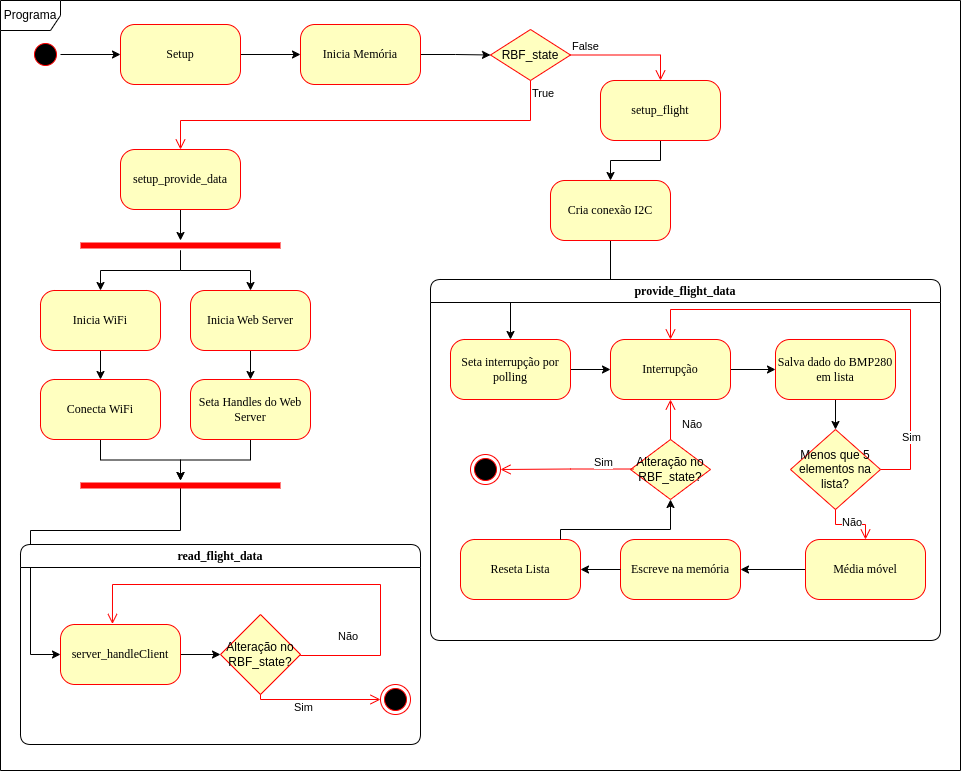 Programa
Setup
Inicia Memória
RBF_state
False
True
setup_flight
setup_provide_data
Cria conexão I2C
provide_flight_data
Inicia WiFi
Inicia Web Server
Seta interrupção por
polling
Interrupção
Salva dado do BMP280
em lista
Conecta WiFi
Seta Handles do Web
Server
Não
Sim
Menos que 5
elementos na
lista?
Sim
Alteração no
RBF_state?
Não
Reseta Lista
Escreve na memória
Média móvel
read_flight_data
server_handleClient
Alteração no
RBF_state?
Não
Sim